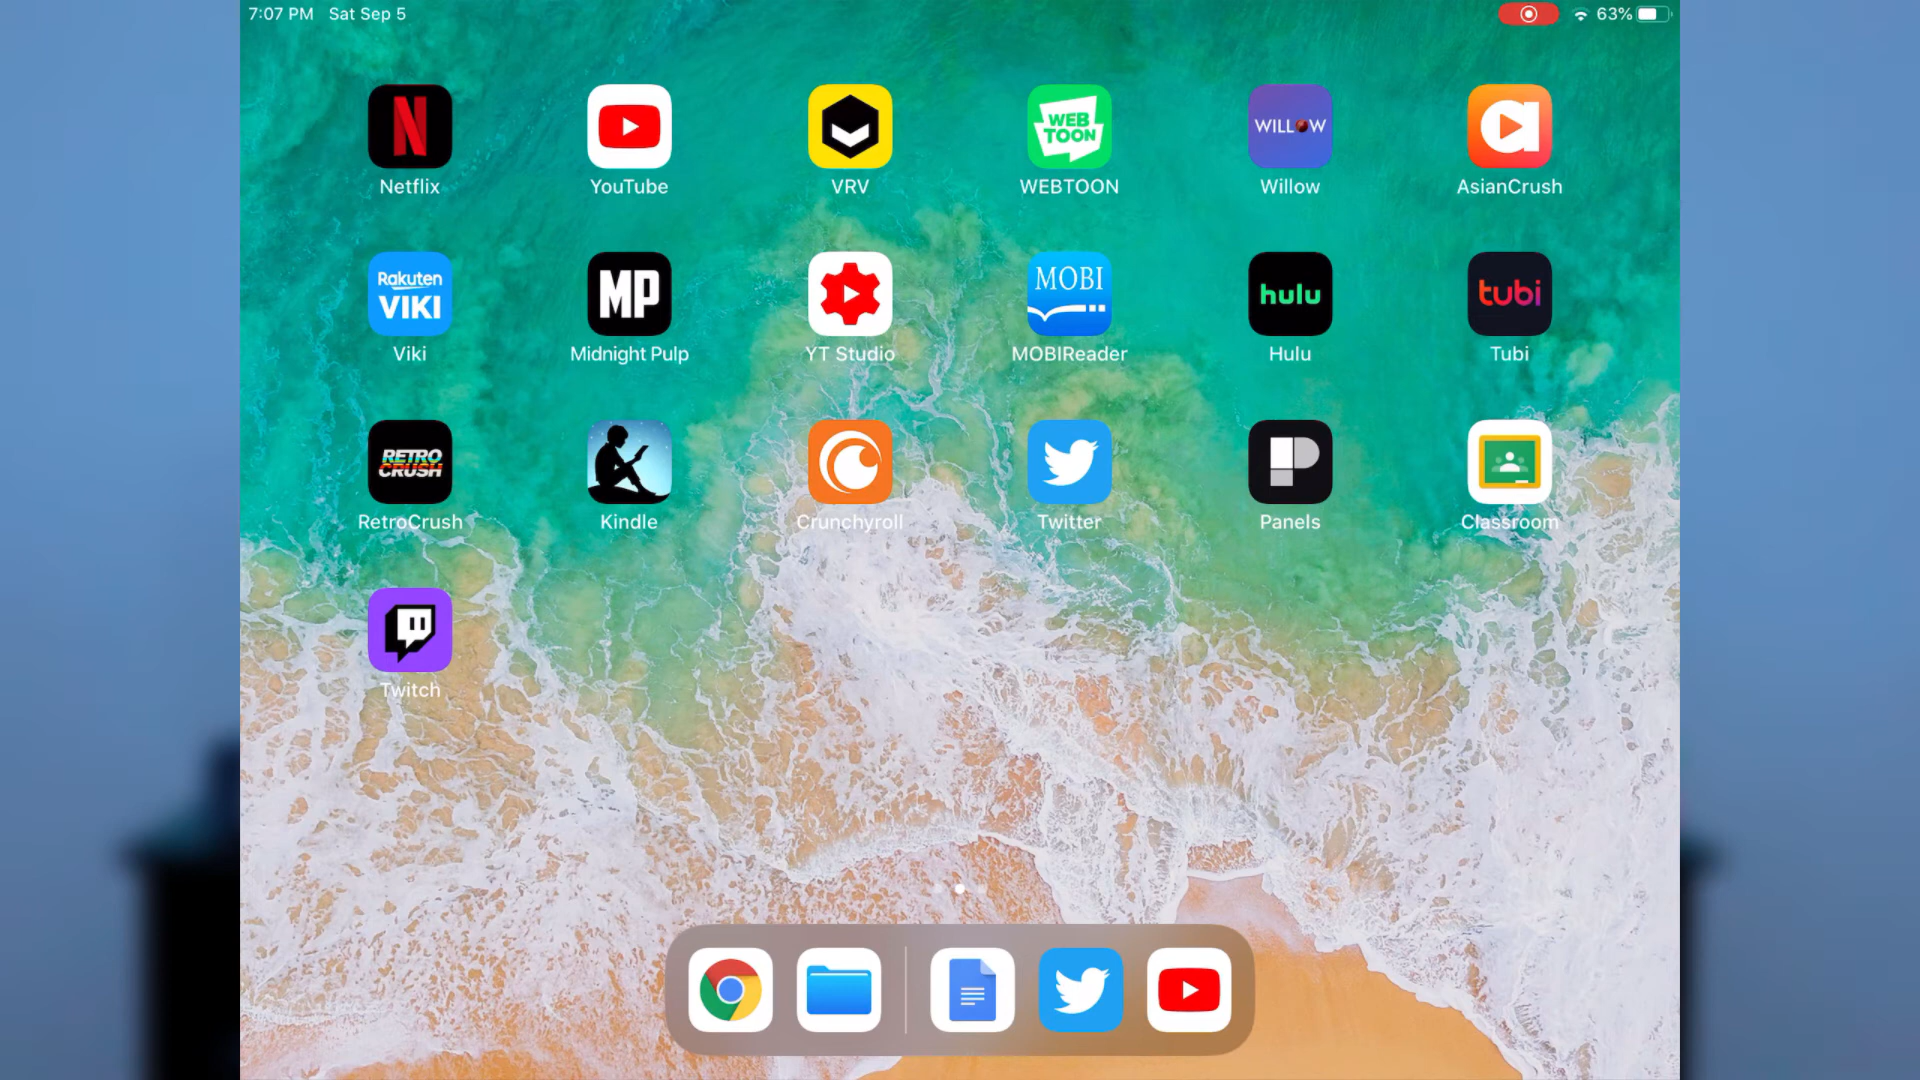 7:07 PM Sat Sep 5
63%
WEB
TOON
WILLOW
Netflix YouTube VRV WEBTOON Willow AsianCrush
Rakuten
VIKI
MP
MOBI
hulu
tubi
Viki Midnight Pulp YT Studio MOBIReader Hulu Tubi
RETRO
CRUSH
RetroCrush Kindle Crunchyroll Twitter Panels Classroom
Twitch